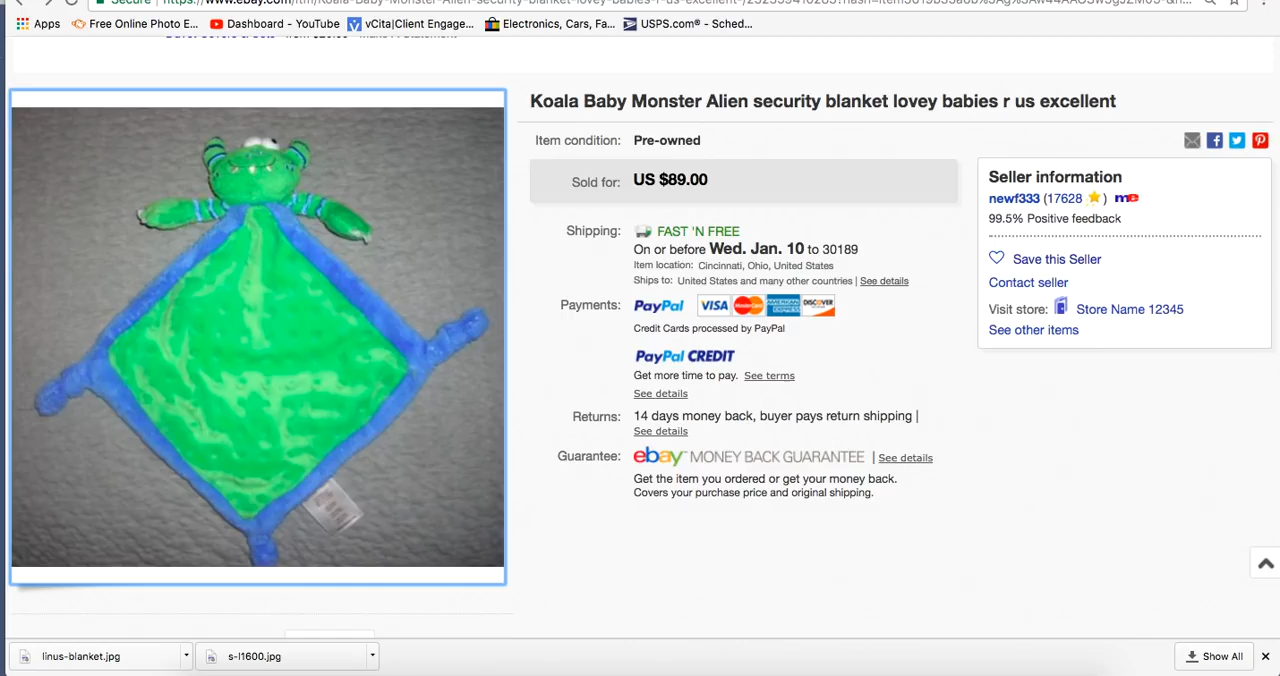 Apps
Free Online Photo E...
Dashboard - YouTube
vCita|Client Engage...
Electronics, Cars, Fa...
USPS.com® - Sched...
Koala Baby Monster Alien security blanket lovey babies r us excellent
Item condition: Pre-owned
Sold for: US $89.00
Shipping: FAST 'N FREE
On or before Wed. Jan. 10 to 30189
Item location: Cincinnati, Ohio, United States
Ships to: United States and many other countries | See details
Payments: PayPal VISA MasterCard AMERICAN EXPRESS DISCOVER
Credit Cards processed by PayPal
PayPal CREDIT
Get more time to pay. See terms
See details
Returns: 14 days money back, buyer pays return shipping |
See details
Guarantee: ebay MONEY BACK GUARANTEE | See details
Get the item you ordered or get your money back.
Covers your purchase price and original shipping.
Seller information
newf333 (17628 ) me
99.5% Positive feedback
Save this Seller
Contact seller
Visit store: Store Name 12345
See other items
linus-blanket.jpg
s-l1600.jpg
Show All